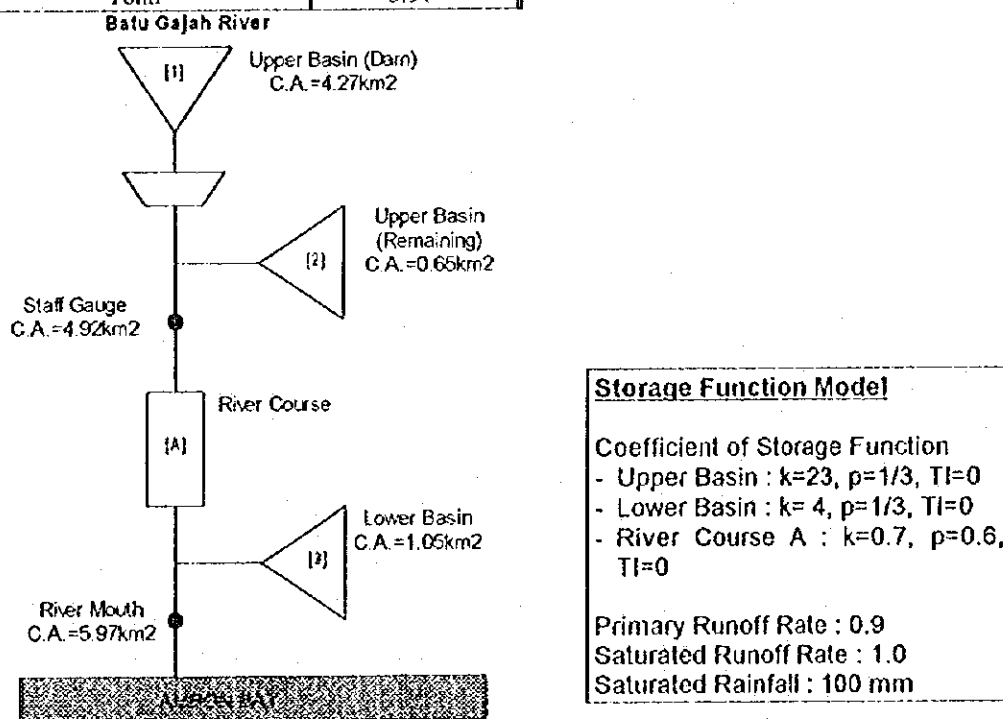 Batu Gajah River
[1]
Upper Basin (Dam)
C.A.=4.27km2
Upper Basin
(Remaining)
C.A.=0.65km2
[2]
Staff Gauge
C.A.=4.92km2
River Course
[A]
Lower Basin
C.A.=1.05km2
[3]
River Mouth
C.A.=5.97km2
Storage Function Model
Coefficient of Storage Function
- Upper Basin : k=23, p=1/3, Tl=0
- Lower Basin : k= 4, p=1/3, Tl=0
- River Course A : k=0.7, p=0.6,
Tl=0
Primary Runoff Rate : 0.9
Saturated Runoff Rate : 1.0
Saturated Rainfall : 100 mm